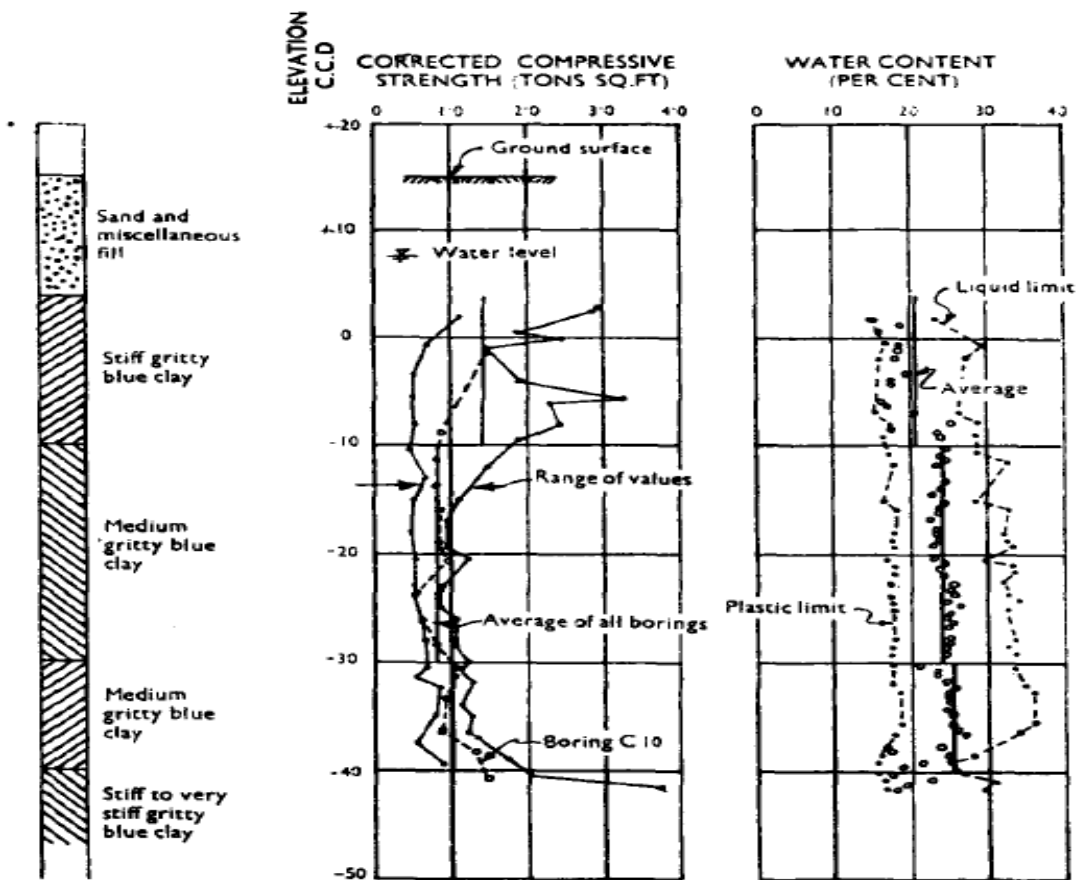 ELEVATION
C.C.D
CORRECTED COMPRESSIVE
STRENGTH (TONS SQ.FT)
0 1·0 2·0 3·0 4·0
WATER CONTENT
(PER CENT)
0 10 20 30 40
+20
Ground surface
Sand and
miscellaneous
fill
+10
Water level
Liquid limit
0
Stiff gritty
blue clay
Average
-10
Range of values
Medium
gritty blue
clay
-20
Plastic limit
Average of all borings
-30
Medium
gritty blue
clay
Boring C 10
-40
Stiff to very
stiff gritty
blue clay
-50